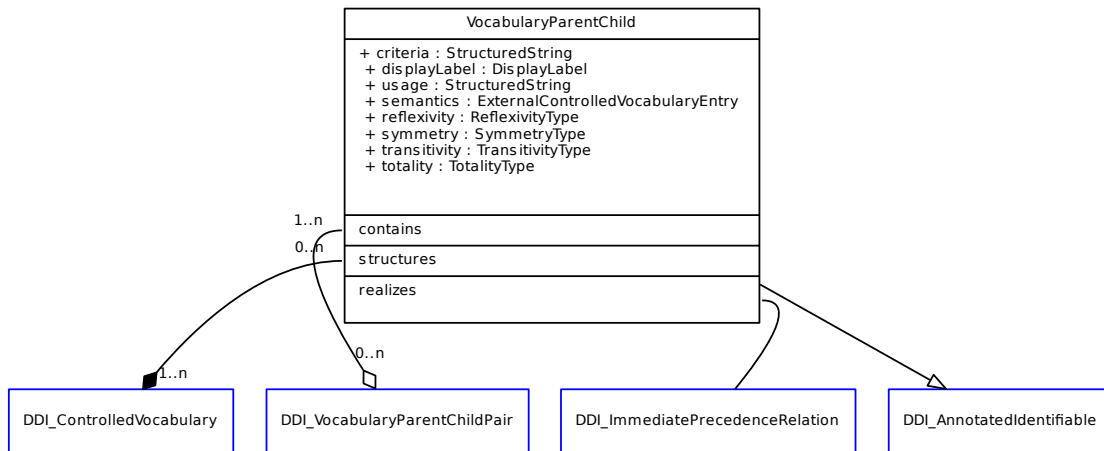 VocabularyParentChild
+ criteria : StructuredString
+ displayLabel : DisplayLabel
+ usage : StructuredString
+ semantics : ExternalControlledVocabularyEntry
+ reflexivity : ReflexivityType
+ symmetry : SymmetryType
+ transitivity : TransitivityType
+ totality : TotalityType
1..n
contains
0..n
structures
realizes
0..n
1..n
DDI_ControlledVocabulary
DDI_VocabularyParentChildPair
DDI_ImmediatePrecedenceRelation
DDI_AnnotatedIdentifiable